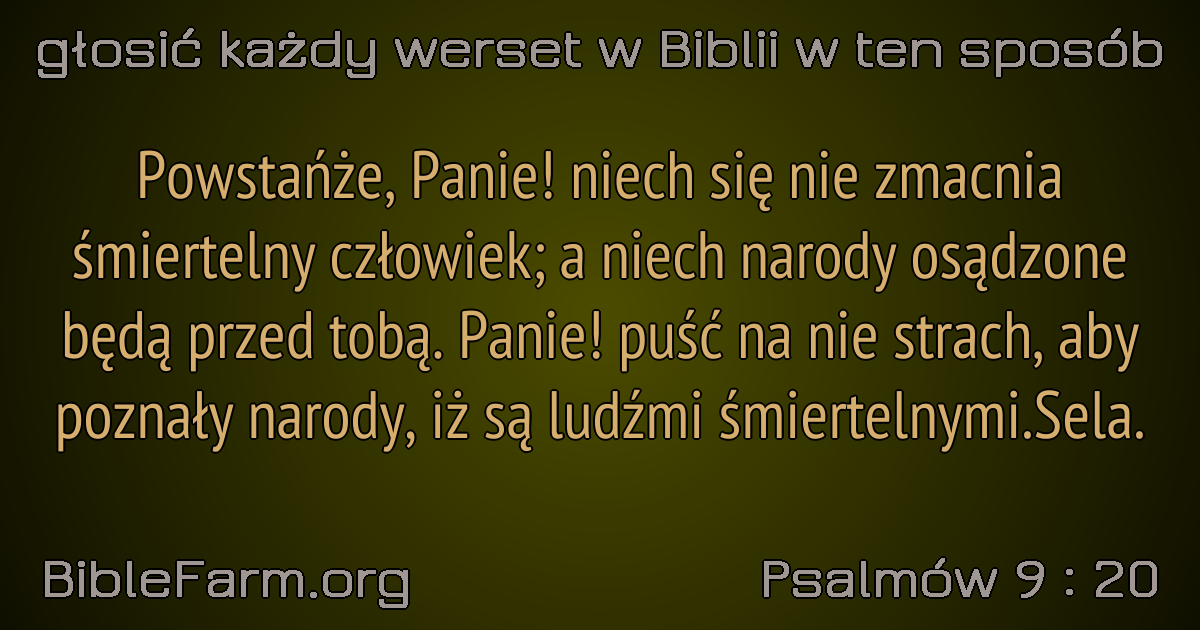 głosić każdy werset w Biblii w ten sposób
Powstańże, Panie! niech się nie zmacnia
śmiertelny człowiek; a niech narody osądzone
będą przed tobą. Panie! puść na nie strach, aby
poznały narody, iż są ludźmi śmiertelnymi.Sela.
BibleFarm.org
Psalmów 9 : 20